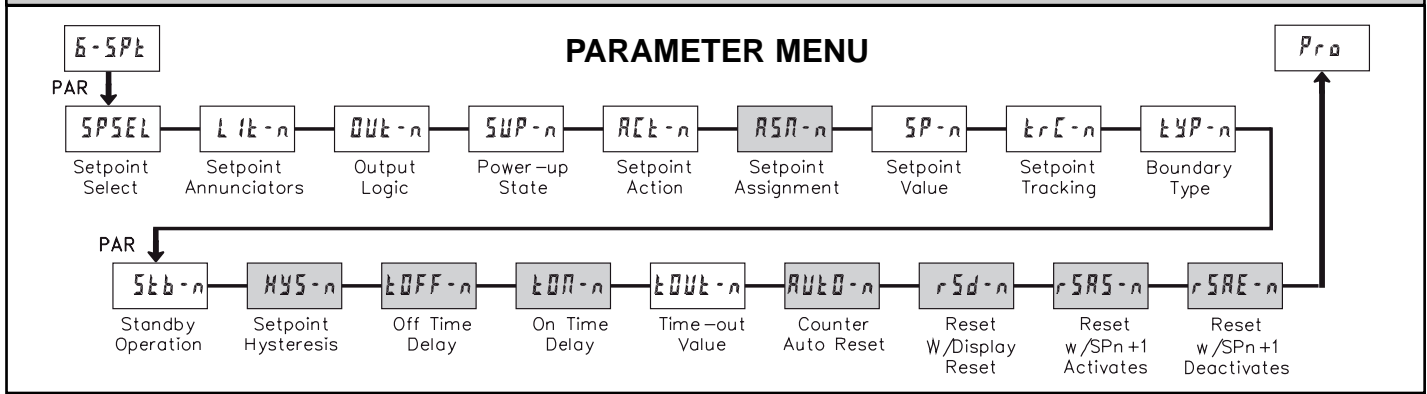 6-SPt
PARAMETER MENU
Pro
PAR
SPSEL
LIt-n
OUt-n
SUP-n
ACt-n
ASN-n
SP-n
trC-n
tYP-n
Setpoint Select
Setpoint Annunciators
Output Logic
Power-up State
Setpoint Action
Setpoint Assignment
Setpoint Value
Setpoint Tracking
Boundary Type
PAR
Stb-n
HYS-n
tOFF-n
tON-n
tOUt-n
AUtO-n
rSd-n
rSAS-n
rSAE-n
Standby Operation
Setpoint Hysteresis
Off Time Delay
On Time Delay
Time-out Value
Counter Auto Reset
Reset W/Display Reset
Reset w/SPn+1 Activates
Reset w/SPn+1 Deactivates